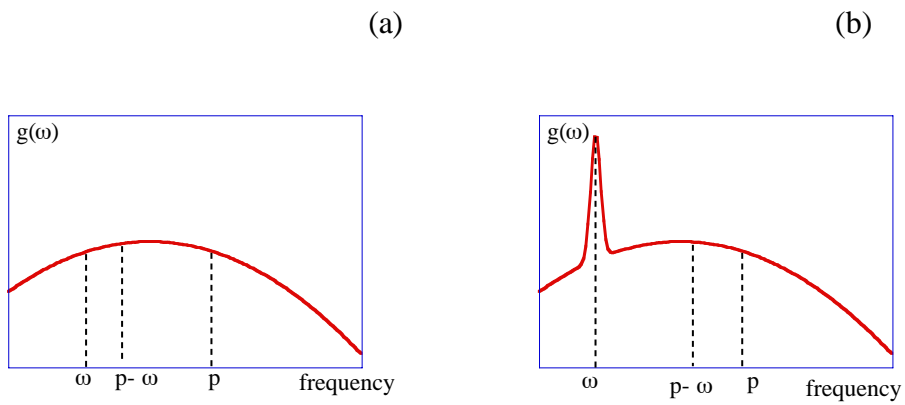 (a)
(b)
g(ω)
g(ω)
ω p- ω p frequency
ω p- ω p frequency